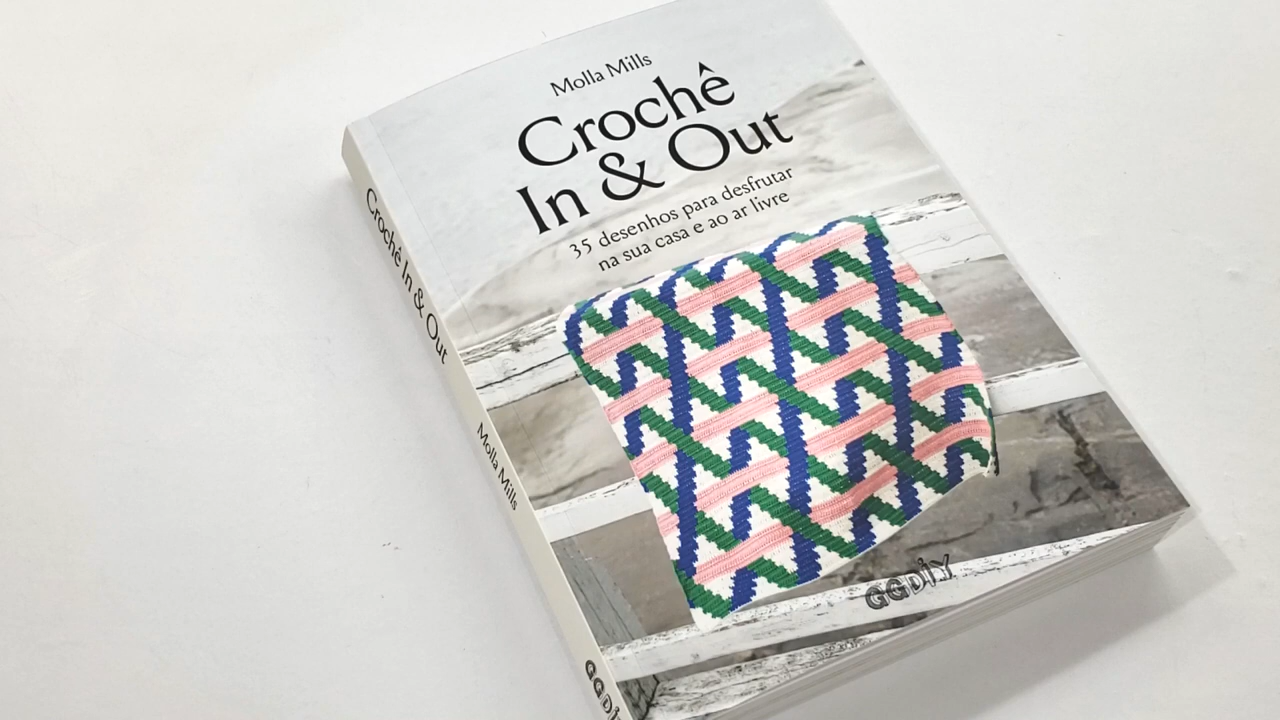 Molla Mills
Crochê
In & Out
35 desenhos para desfrutar
na sua casa e ao ar livre
GGDiY
Crochê In & Out
Molla Mills
GGDiY